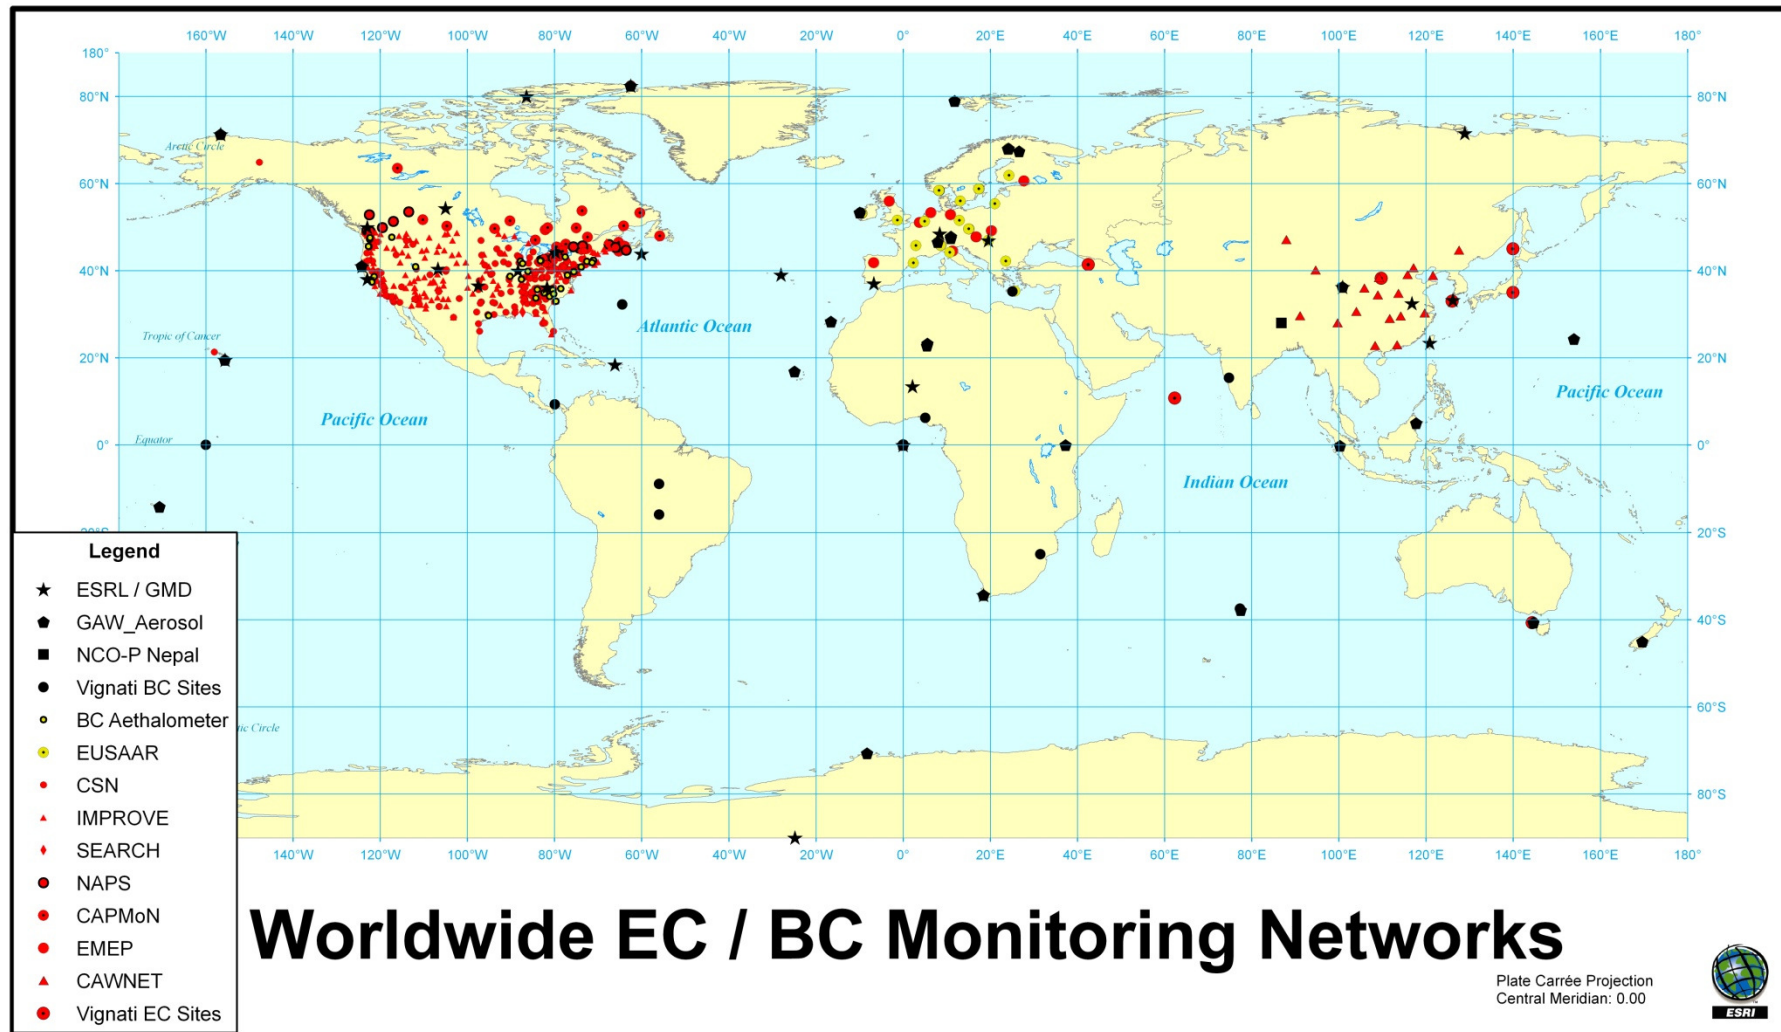 160°W 140°W 120°W 100°W 80°W 60°W 40°W 20°W 0° 20°E 40°E 60°E 80°E 100°E 120°E 140°E 160°E 180°
180°
80°N 80°N
Arctic Circle
60°N 60°N
40°N 40°N
Atlantic Ocean
Tropic of Cancer
20°N 20°N
Pacific Ocean Pacific Ocean
Equator
0° 0°
Indian Ocean
20°S 20°S
40°S 40°S
60°S
tic Circle
80°S
140°W 120°W 100°W 80°W 60°W 40°W 20°W 0° 20°E 40°E 60°E 80°E 100°E 120°E 140°E 160°E 180°
Legend
ESRL / GMD
GAW_Aerosol
NCO-P Nepal
Vignati BC Sites
BC Aethalometer
EUSAAR
CSN
IMPROVE
SEARCH
NAPS
CAPMoN
EMEP
CAWNET
Vignati EC Sites
Worldwide EC / BC Monitoring Networks
Plate Carrée Projection
Central Meridian: 0.00
ESRI